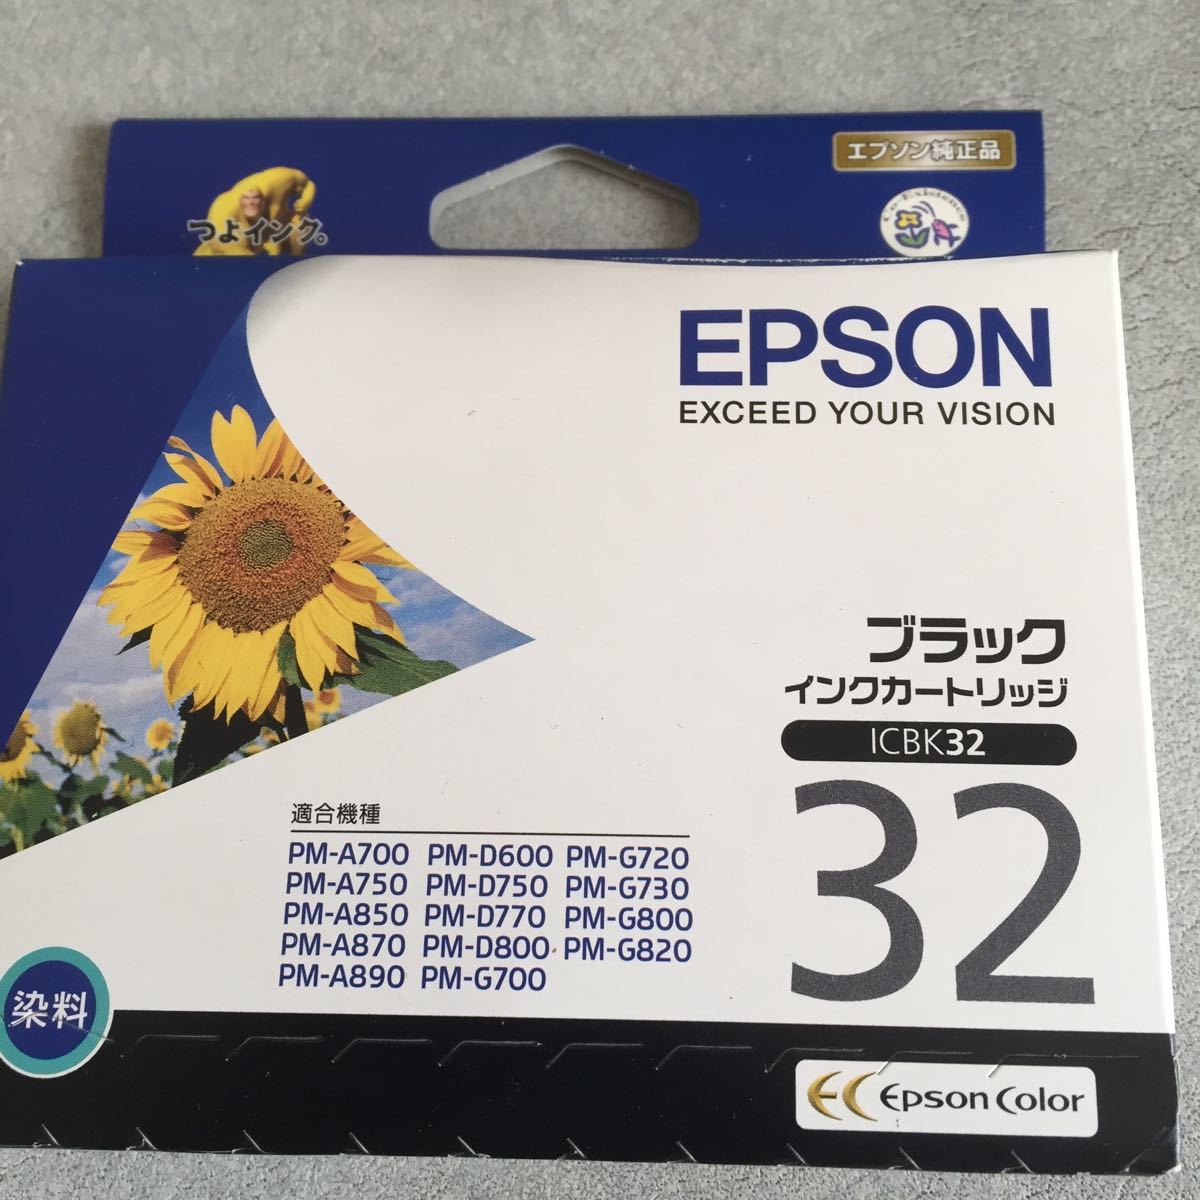 エプソン純正品
つよインク。
Co-Existence
EPSON
EXCEED YOUR VISION
ブラック
インクカートリッジ
ICBK32
32
適合機種
PM-A700 PM-D600 PM-G720
PM-A750 PM-D750 PM-G730
PM-A850 PM-D770 PM-G800
PM-A870 PM-D800 PM-G820
PM-A890 PM-G700
染料
Epson Color